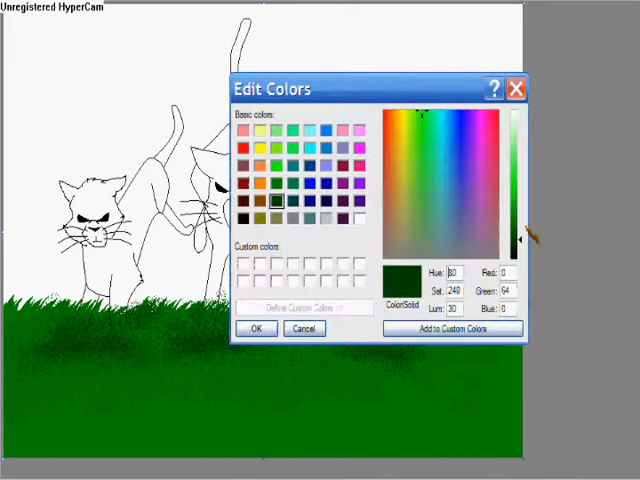 Unregistered HyperCam
Edit Colors
Basic colors:
Custom colors:
Define Custom Colors >>
OK Cancel
Color|Solid
Hue: 80 Red: 0
Sat: 240 Green: 64
Lum: 30 Blue: 0
Add to Custom Colors